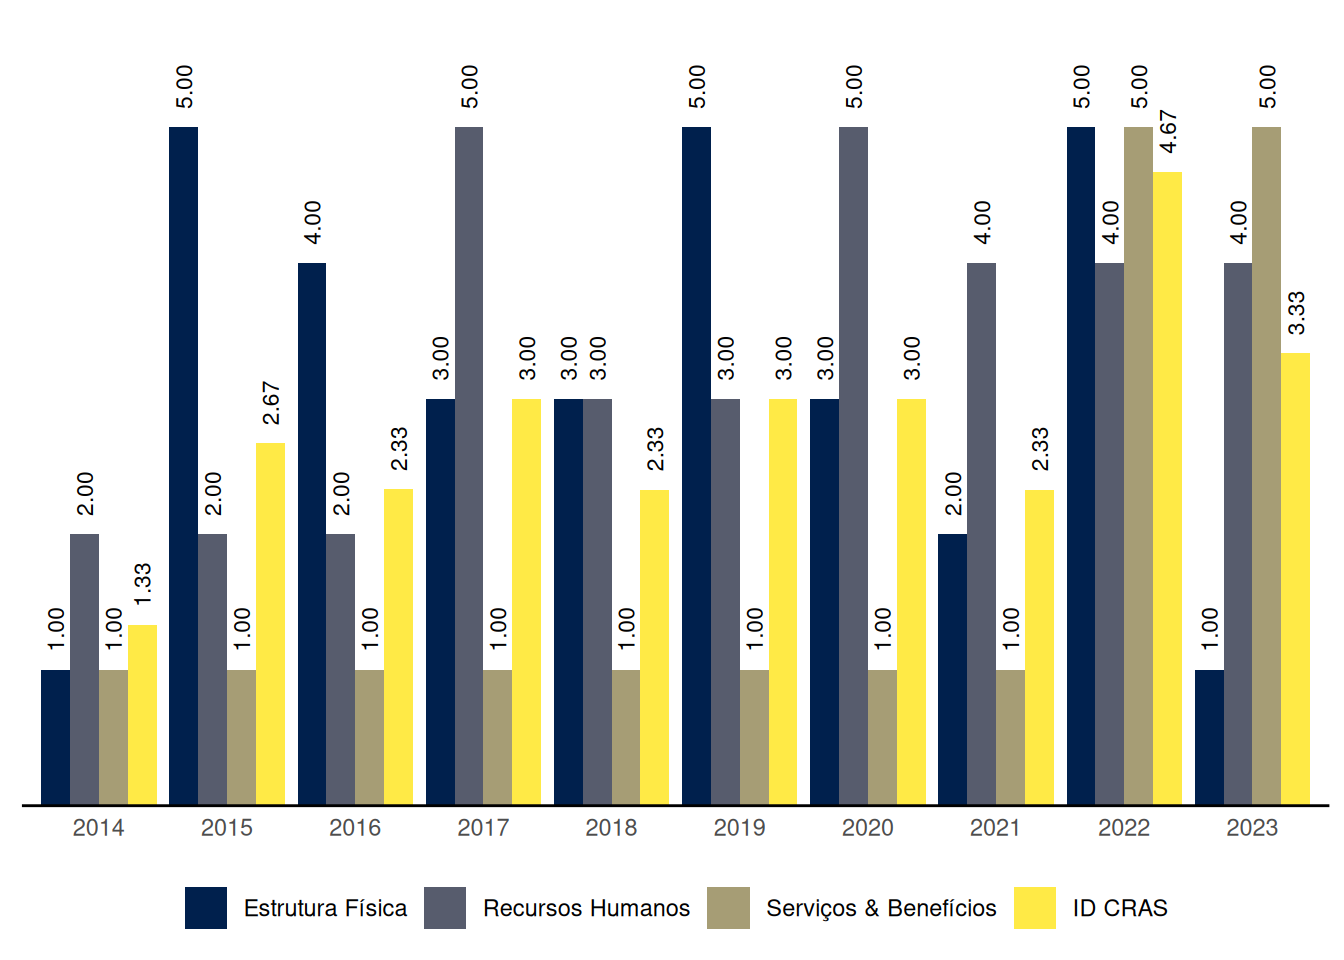 1.00 2.00 1.00 1.33
5.00 2.00 1.00 2.67
4.00 2.00 1.00 2.33
3.00 5.00 1.00 3.00
3.00 3.00 1.00 2.33
5.00 3.00 1.00 3.00
3.00 5.00 1.00 3.00
2.00 4.00 1.00 2.33
5.00 4.00 5.00 4.67
1.00 4.00 5.00 3.33
2014 2015 2016 2017 2018 2019 2020 2021 2022 2023
Estrutura Física Recursos Humanos Serviços & Benefícios ID CRAS